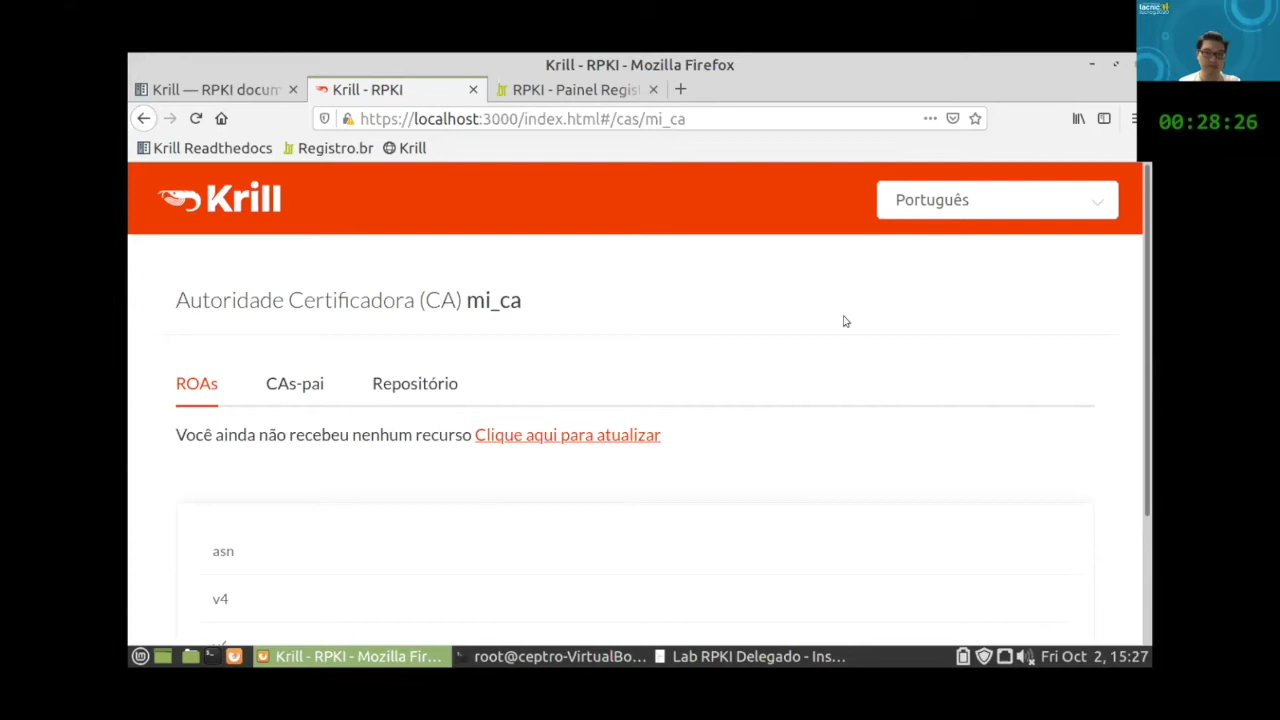 Krill - RPKI - Mozilla Firefox
Krill — RPKI docum
Krill - RPKI
RPKI - Painel Regist
https://localhost:3000/index.html#/cas/mi_ca
00:28:26
Krill Readthedocs
Registro.br
Krill
Krill
Português
Autoridade Certificadora (CA) mi_ca
ROAs
CAs-pai
Repositório
Você ainda não recebeu nenhum recurso Clique aqui para atualizar
asn
v4
Krill - RPKI - Mozilla Fir...
root@ceptro-VirtualBo...
Lab RPKI Delegado - Ins...
Fri Oct 2, 15:27